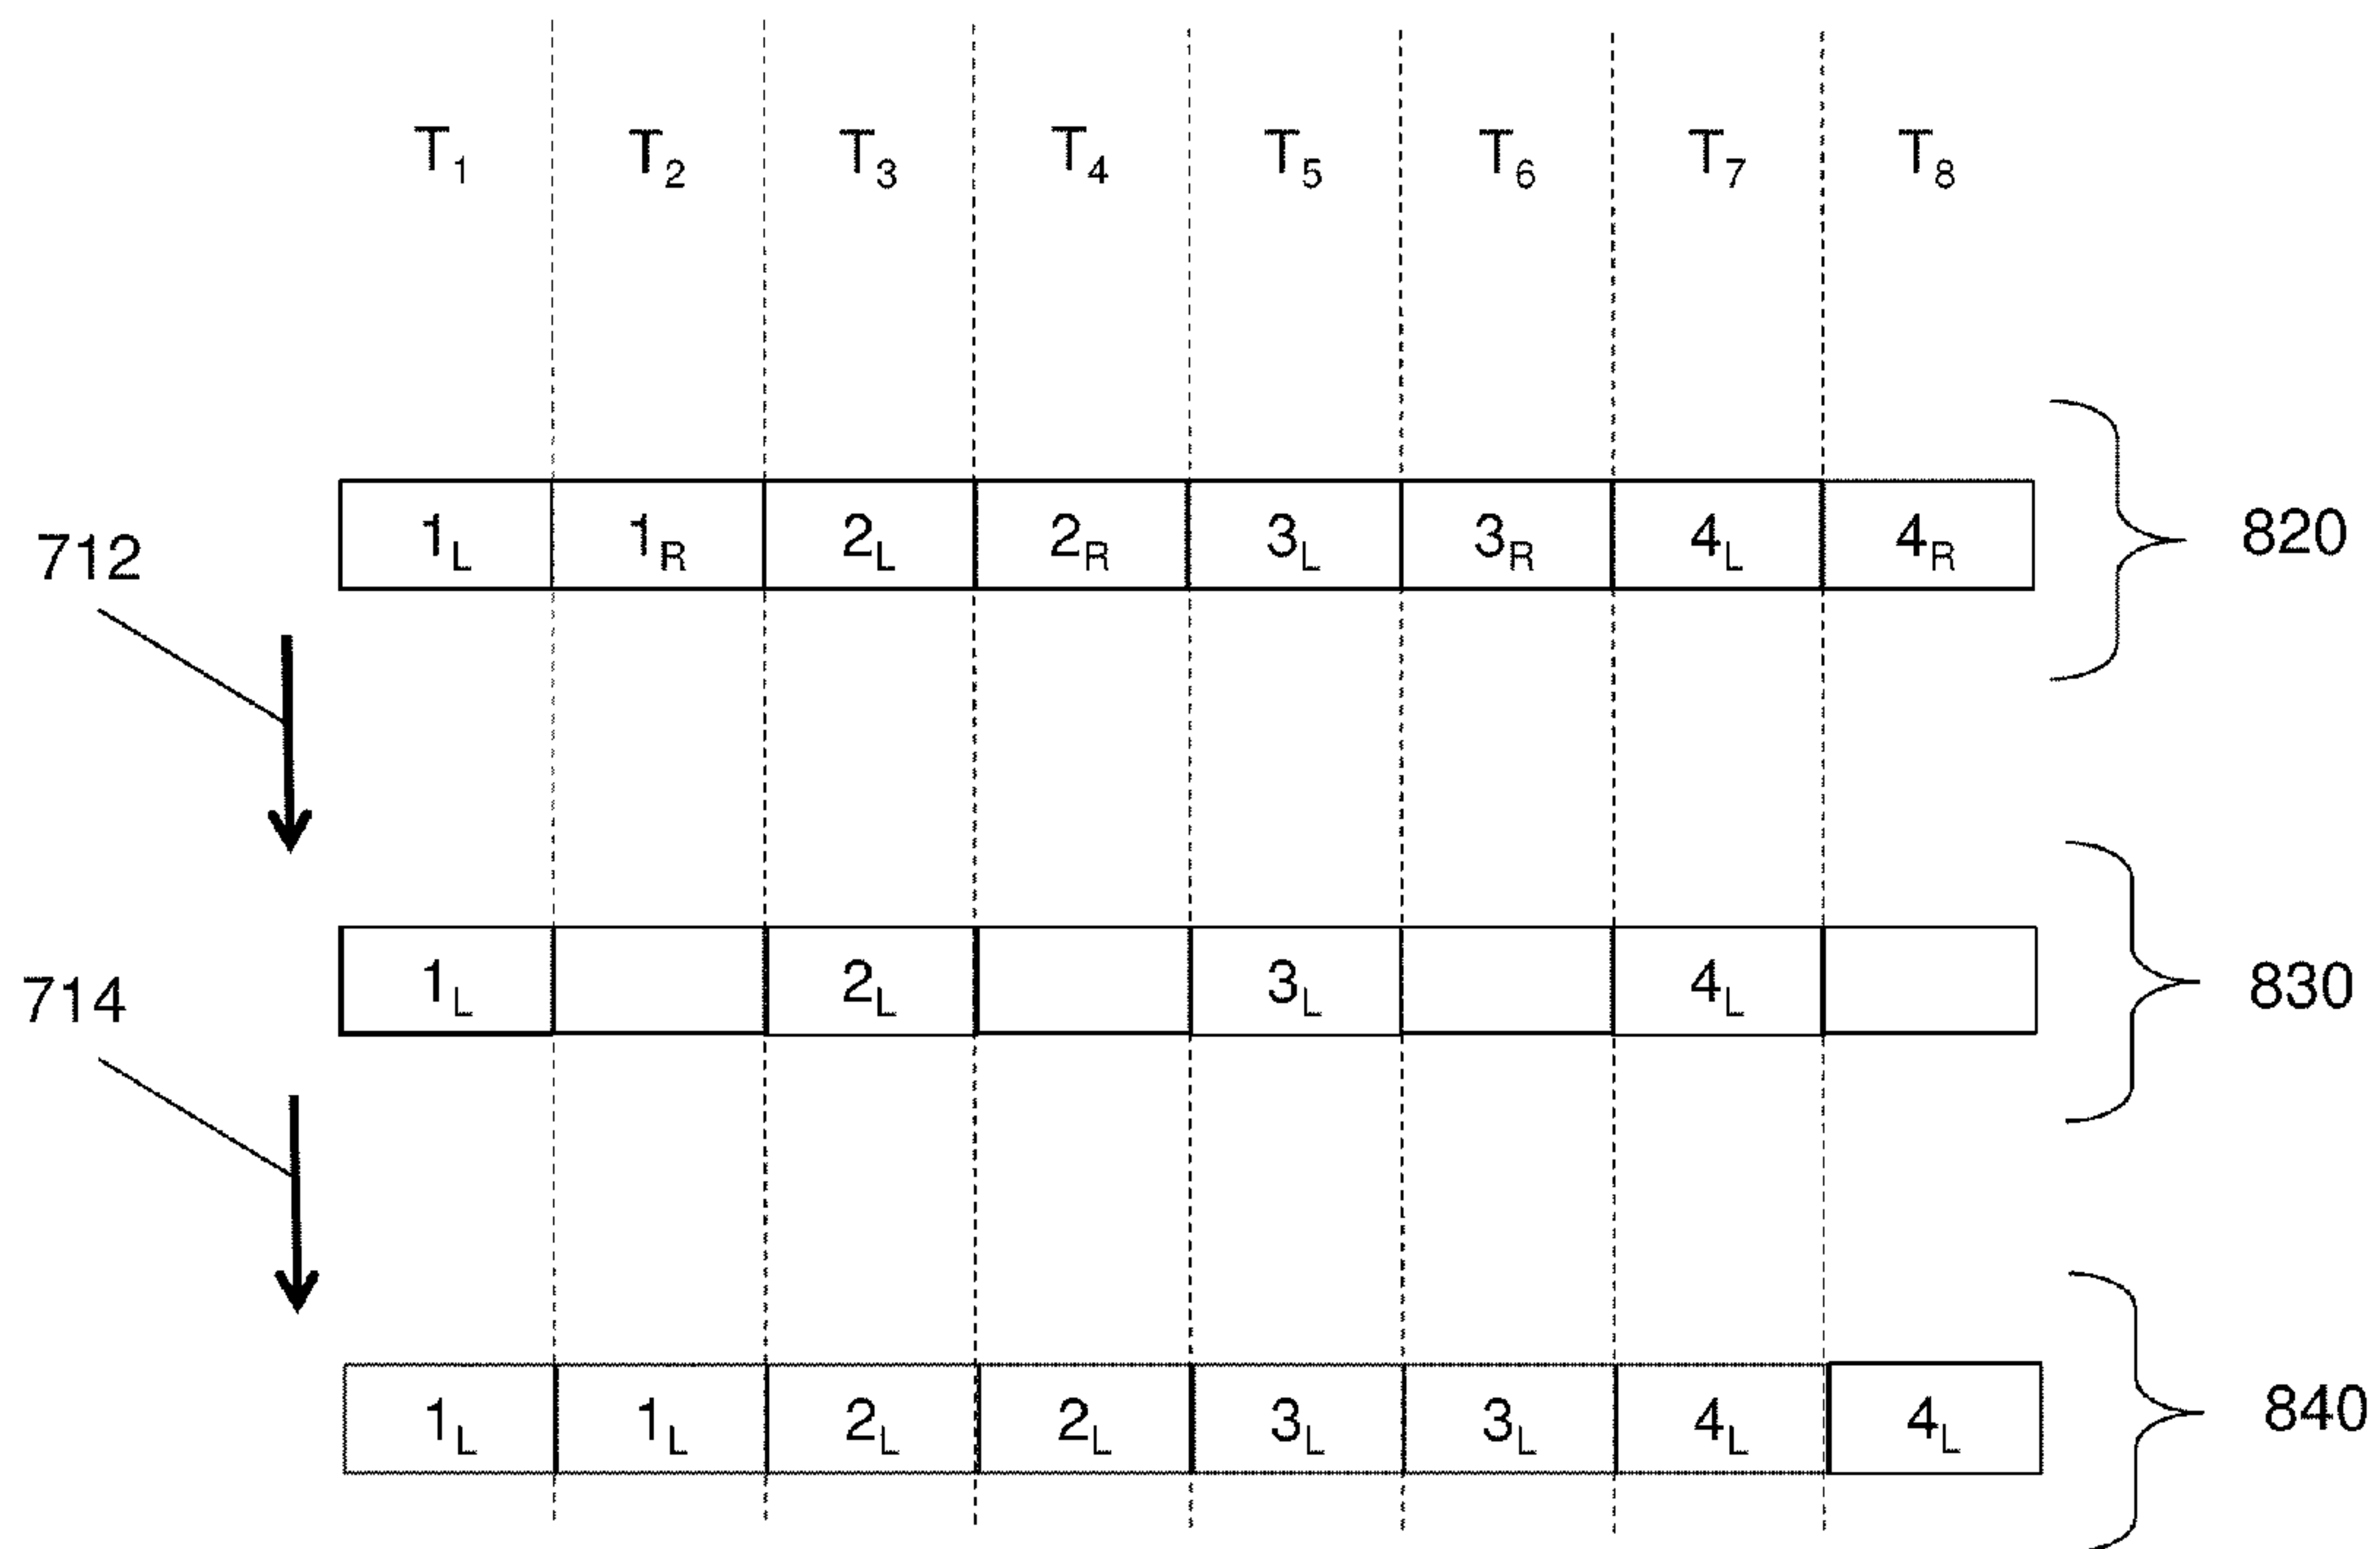 T1 T2 T3 T4 T5 T6 T7 T8
1L 1R 2L 2R 3L 3R 4L 4R 820
712
1L 2L 3L 4L 830
714
1L 1L 2L 2L 3L 3L 4L 4L 840